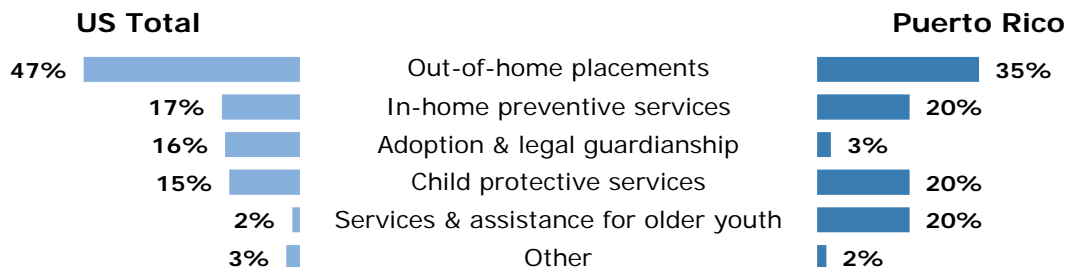 US Total Puerto Rico
47% Out-of-home placements 35%
17% In-home preventive services 20%
16% Adoption & legal guardianship 3%
15% Child protective services 20%
2% Services & assistance for older youth 20%
3% Other 2%